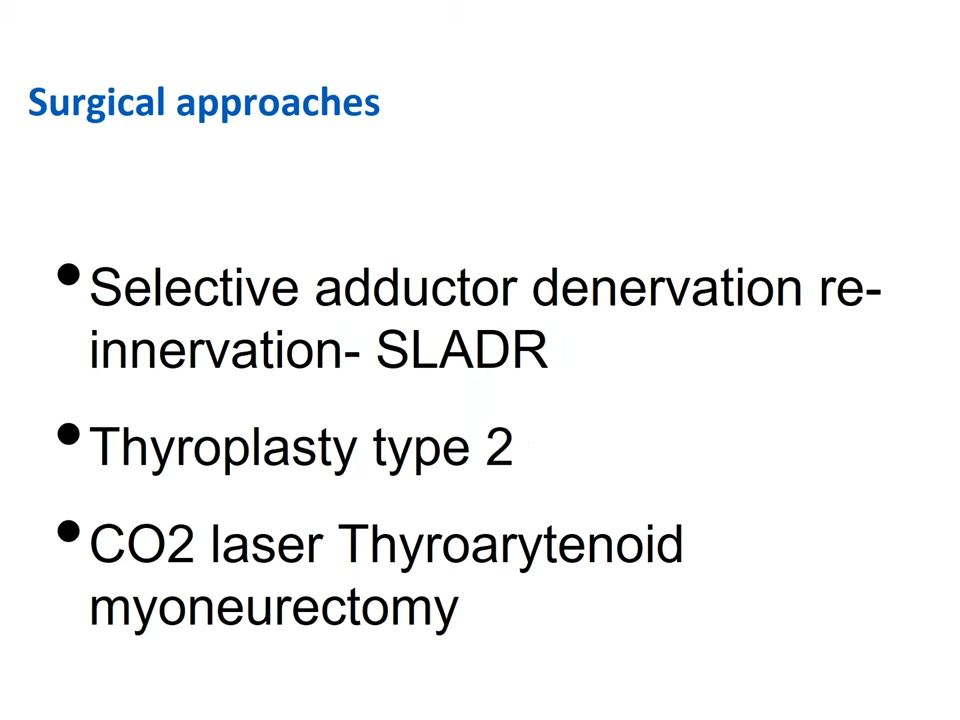 Surgical approaches
• Selective adductor denervation re-
innervation- SLADR
• Thyroplasty type 2
• CO2 laser Thyroarytenoid
myoneurectomy